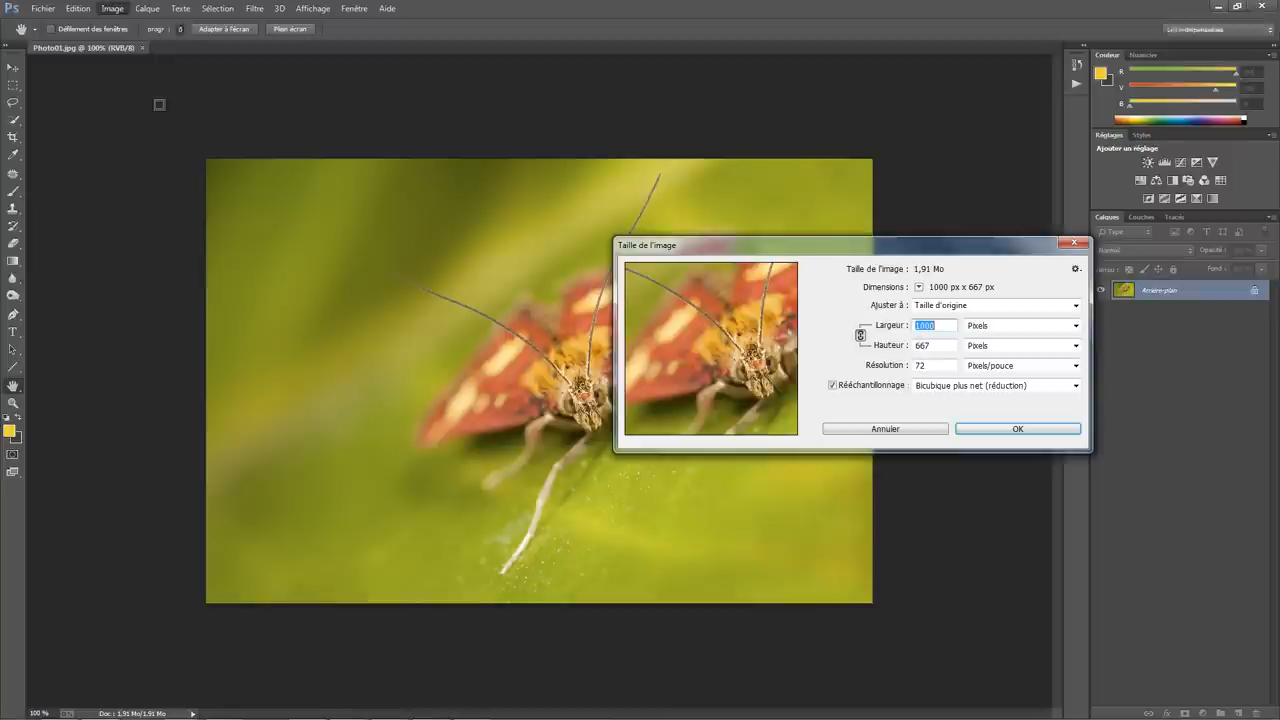 Ps Fichier Edition Image Calque Texte Sélection Filtre 3D Affichage Fenêtre Aide
Défilement des fenêtres Adapter à l'écran Plein écran
Photo01.jpg @ 100% (RVB/8) ×
Couleur Nuancier
R
V
B
Réglages Styles
Ajouter un réglage
Calques Couches Tracés
Type
Normal Opacité :
Fond :
Arrière-plan
Taille de l'image
Taille de l'image : 1,91 Mo
Dimensions : 1000 px x 667 px
Ajuster à : Taille d'origine
Largeur : 1000 Pixels
Hauteur : 667 Pixels
Résolution : 72 Pixels/pouce
Rééchantillonnage : Bicubique plus net (réduction)
Annuler OK
100 % Doc : 1,91 Mo/1,91 Mo